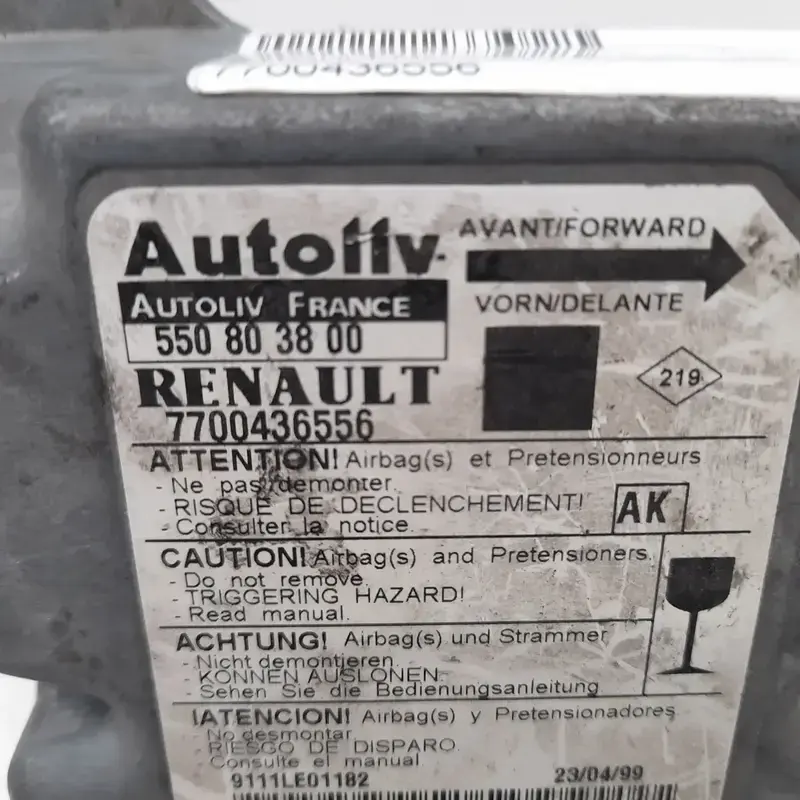 7700436556
Autoliv. AVANT/FORWARD
AUTOLIV FRANCE VORN/DELANTE
550 80 38 00
RENAULT 219
7700436556
ATTENTION! Airbag(s) et Pretensionneurs
- Ne pas demonter.
- RISQUE DE DECLENCHEMENT! AK
- Consulter la notice.
CAUTION! Airbag(s) and Pretensioners.
- Do not remove.
- TRIGGERING HAZARD!
- Read manual.
ACHTUNG! Airbag(s) und Strammer
- Nicht demontieren.
- KONNEN AUSLONEN.
- Sehen Sie die Bedienungsanleitung
¡ATENCION! Airbag(s) y Pretensionadores
- No desmontar
- RIESGO DE DISPARO.
- Consulte el manual
9111LE01182 23/04/99